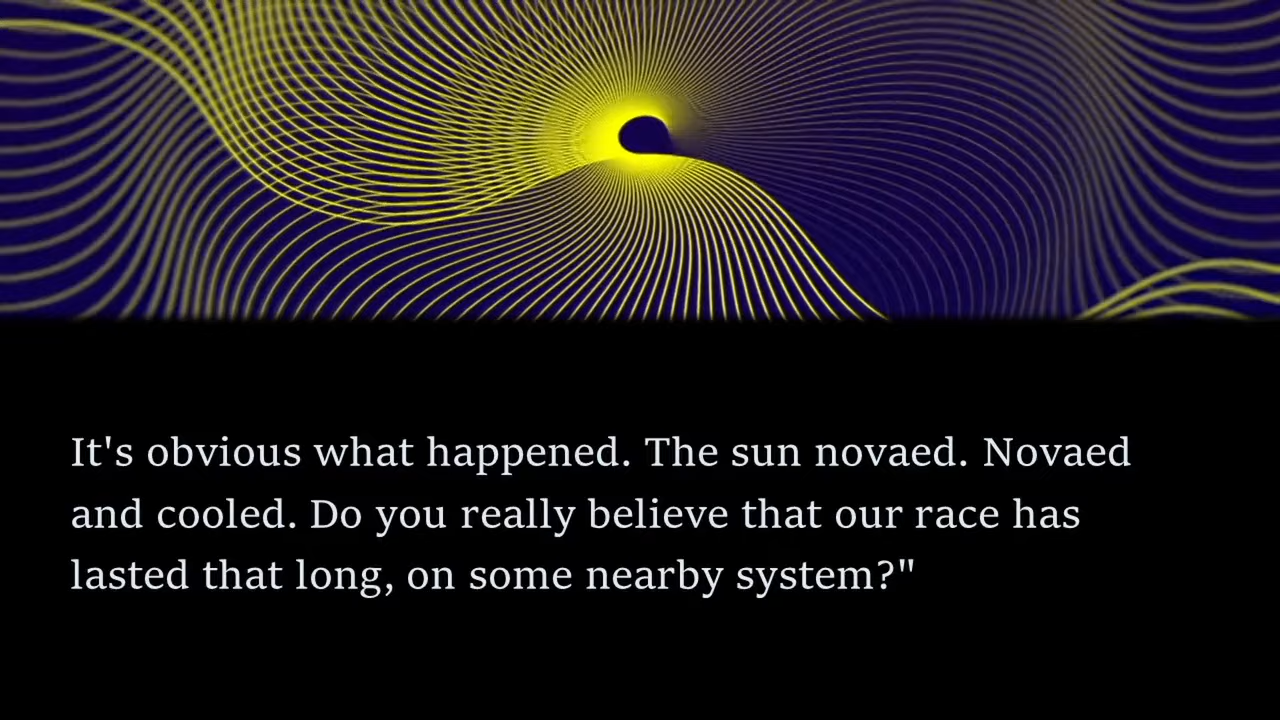 It's obvious what happened. The sun novaed. Novaed
and cooled. Do you really believe that our race has
lasted that long, on some nearby system?"